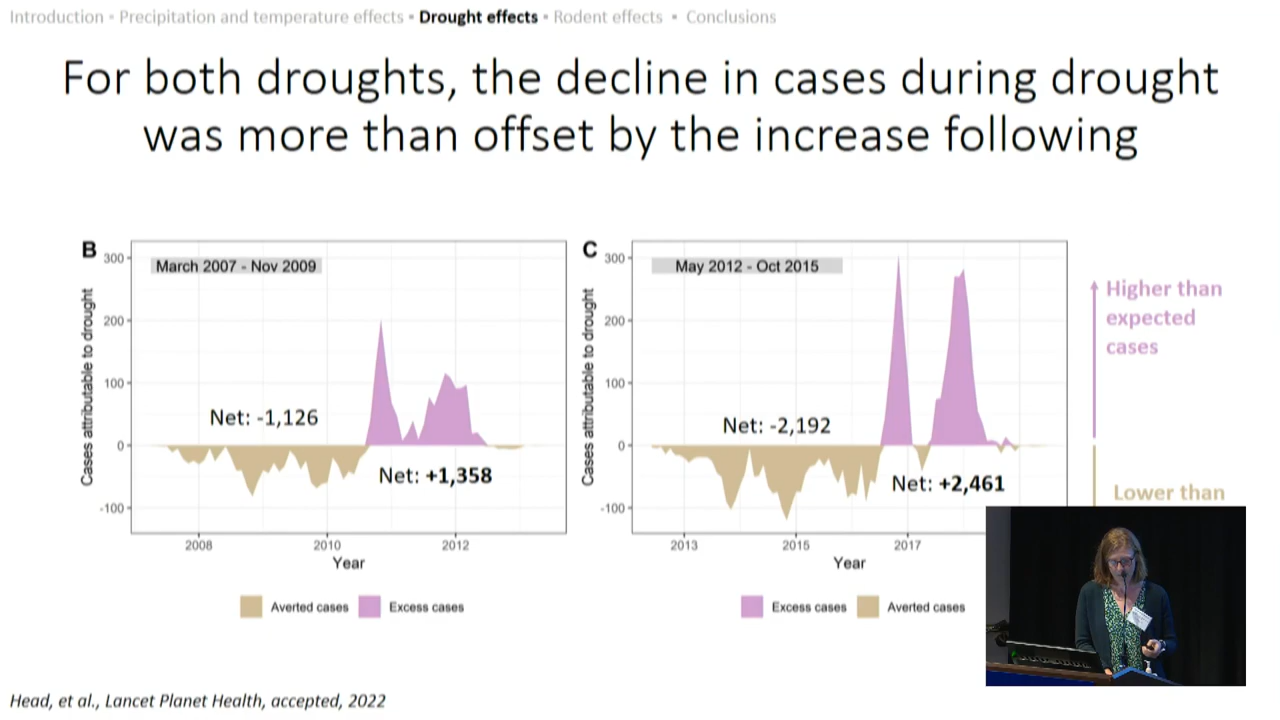 Introduction • Precipitation and temperature effects • Drought effects • Rodent effects • Conclusions
For both droughts, the decline in cases during drought
was more than offset by the increase following
B
March 2007 - Nov 2009
Cases attributable to drought
300
200
100
0
-100
Net: -1,126
Net: +1,358
2008
2010
2012
Year
Averted cases
Excess cases
C
May 2012 - Oct 2015
Cases attributable to drought
300
200
100
0
-100
Net: -2,192
Net: +2,461
2013
2015
2017
Year
Excess cases
Averted cases
Higher than
expected
cases
Lower than
Head, et al., Lancet Planet Health, accepted, 2022